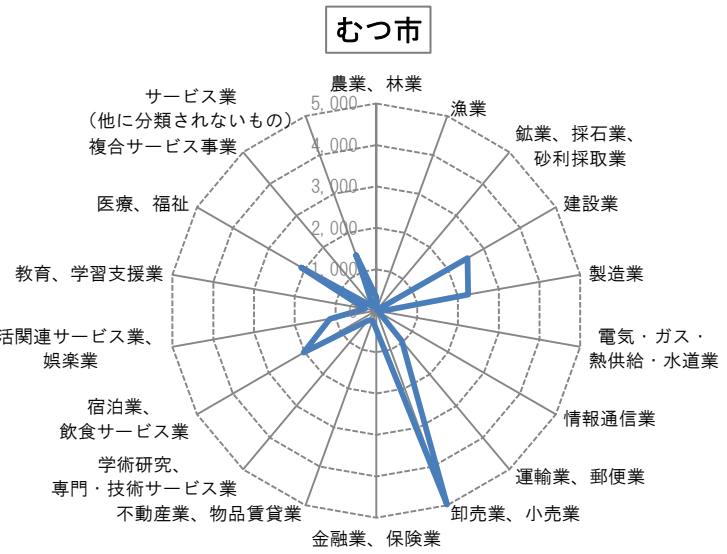 むつ市
農業、林業
漁業
鉱業、採石業、
砂利採取業
建設業
製造業
電気・ガス・
熱供給・水道業
情報通信業
運輸業、郵便業
卸売業、小売業
金融業、保険業
不動産業、物品賃貸業
学術研究、
専門・技術サービス業
宿泊業、
飲食サービス業
活関連サービス業、
娯楽業
教育、学習支援業
医療、福祉
複合サービス事業
サービス業
（他に分類されないもの）
5,000
4,000
3,000
2,000
1,000
0